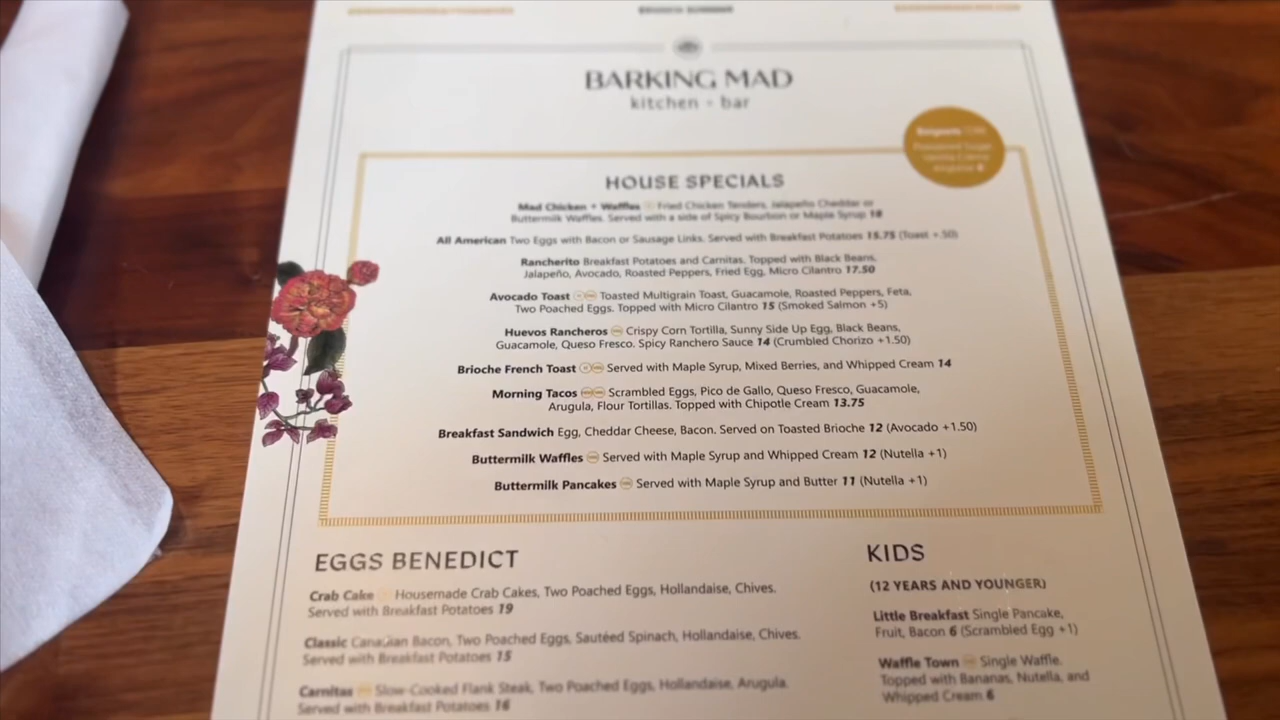 BARKING MAD
kitchen + bar
HOUSE SPECIALS
Mad Chicken + Waffles Fried Chicken Tenders, Jalapeño Cheddar or
Buttermilk Waffles. Served with a side of Spicy Bourbon or Maple Syrup 18
All American Two Eggs with Bacon or Sausage Links. Served with Breakfast Potatoes 15.75 (Toast +.50)
Rancherito Breakfast Potatoes and Carnitas. Topped with Black Beans,
Jalapeño, Avocado, Roasted Peppers, Fried Egg, Micro Cilantro 17.50
Avocado Toast Toasted Multigrain Toast, Guacamole, Roasted Peppers, Feta,
Two Poached Eggs. Topped with Micro Cilantro 15 (Smoked Salmon +5)
Huevos Rancheros Crispy Corn Tortilla, Sunny Side Up Egg, Black Beans,
Guacamole, Queso Fresco. Spicy Ranchero Sauce 14 (Crumbled Chorizo +1.50)
Brioche French Toast Served with Maple Syrup, Mixed Berries, and Whipped Cream 14
Morning Tacos Scrambled Eggs, Pico de Gallo, Queso Fresco, Guacamole,
Arugula, Flour Tortillas. Topped with Chipotle Cream 13.75
Breakfast Sandwich Egg, Cheddar Cheese, Bacon. Served on Toasted Brioche 12 (Avocado +1.50)
Buttermilk Waffles Served with Maple Syrup and Whipped Cream 12 (Nutella +1)
Buttermilk Pancakes Served with Maple Syrup and Butter 11 (Nutella +1)
EGGS BENEDICT
Crab Cake Housemade Crab Cakes, Two Poached Eggs, Hollandaise, Chives.
Served with Breakfast Potatoes 19
Classic Canadian Bacon, Two Poached Eggs, Sautéed Spinach, Hollandaise, Chives.
Served with Breakfast Potatoes 15
Carnitas Slow-Cooked Flank Steak, Two Poached Eggs, Hollandaise, Arugula.
Served with Breakfast Potatoes 16
KIDS
(12 YEARS AND YOUNGER)
Little Breakfast Single Pancake,
Fruit, Bacon 6 (Scrambled Egg +1)
Waffle Town Single Waffle.
Topped with Bananas, Nutella, and
Whipped Cream 6